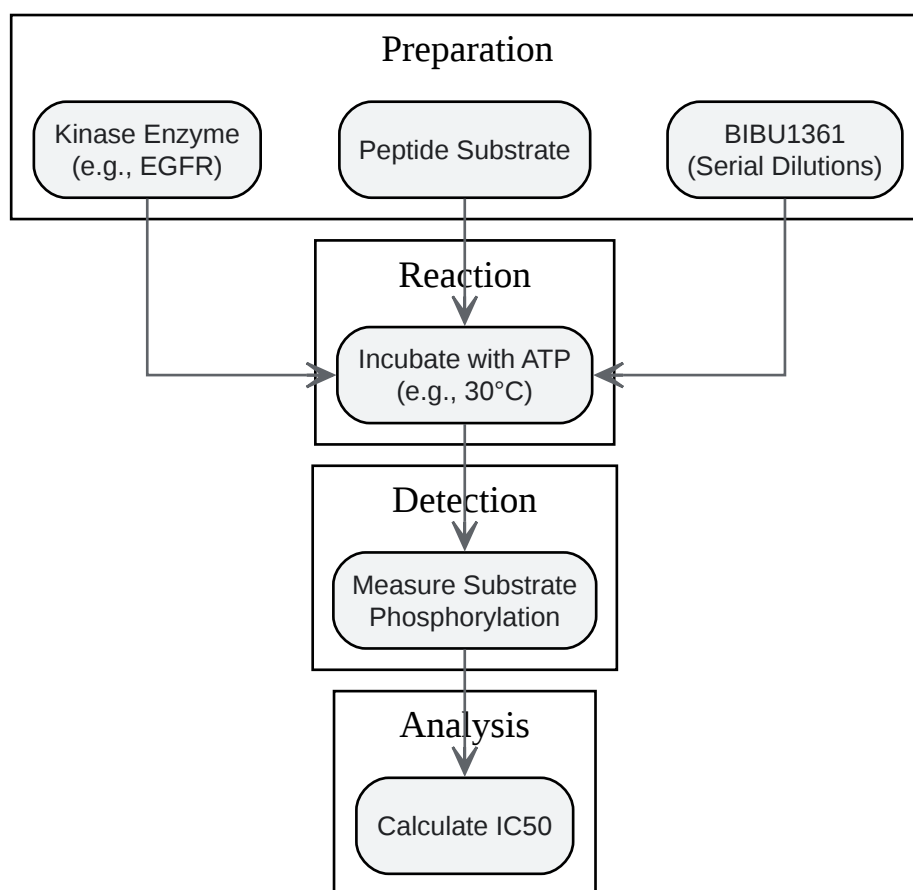 Preparation
Kinase Enzyme
(e.g., EGFR)
Peptide Substrate
BIBU1361
(Serial Dilutions)
Reaction
Incubate with ATP
(e.g., 30°C)
Detection
Measure Substrate
Phosphorylation
Analysis
Calculate IC50